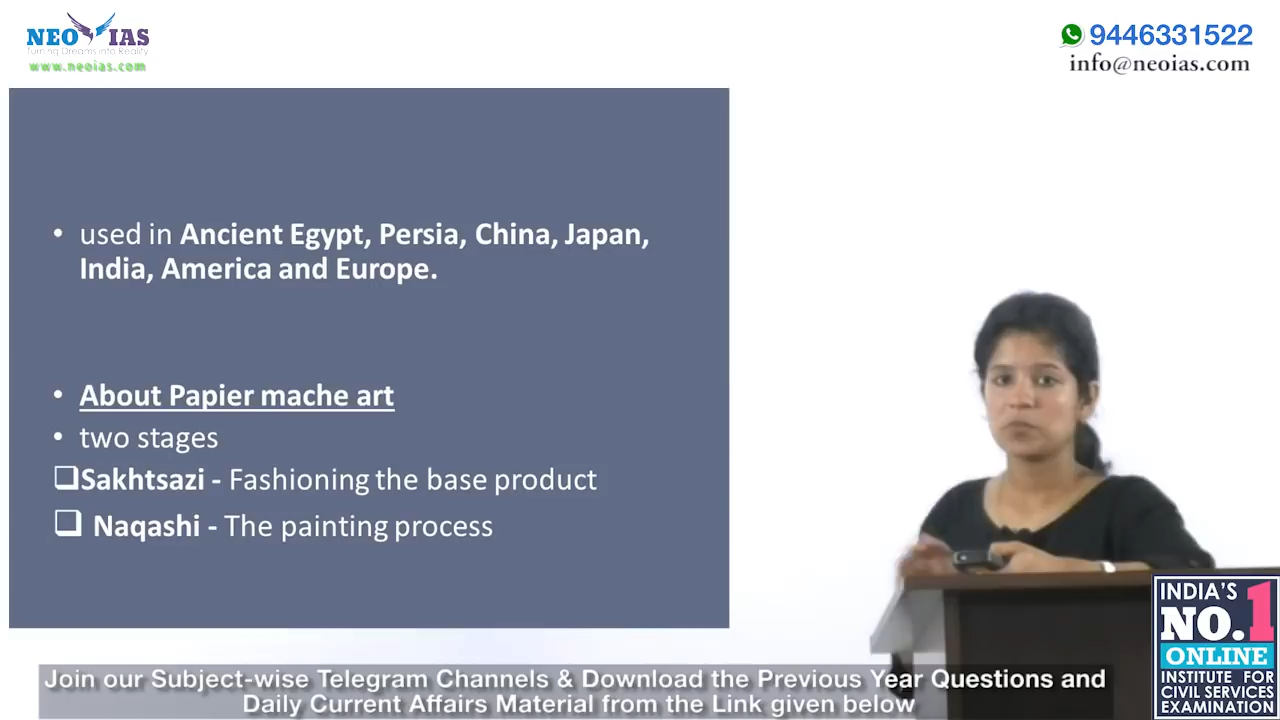 NEO IAS
Turning Dreams into Reality
www.neoias.com
9446331522
info@neoias.com
• used in Ancient Egypt, Persia, China, Japan,
India, America and Europe.
• About Papier mache art
• two stages
❑Sakhtsazi - Fashioning the base product
❑ Naqashi - The painting process
INDIA'S
NO.1
ONLINE
INSTITUTE FOR
CIVIL SERVICES
EXAMINATION
Join our Subject-wise Telegram Channels & Download the Previous Year Questions and
Daily Current Affairs Material from the Link given below